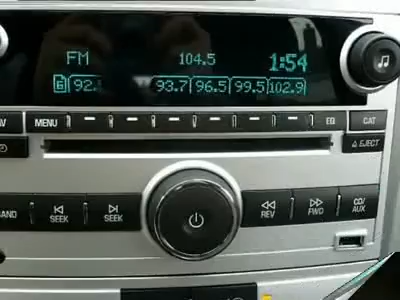 FM 104.5 1:54
6 92.1 93.7 96.5 99.5 102.9
MENU EQ CAT
EJECT
SEEK SEEK REV FWD CD/
AUX